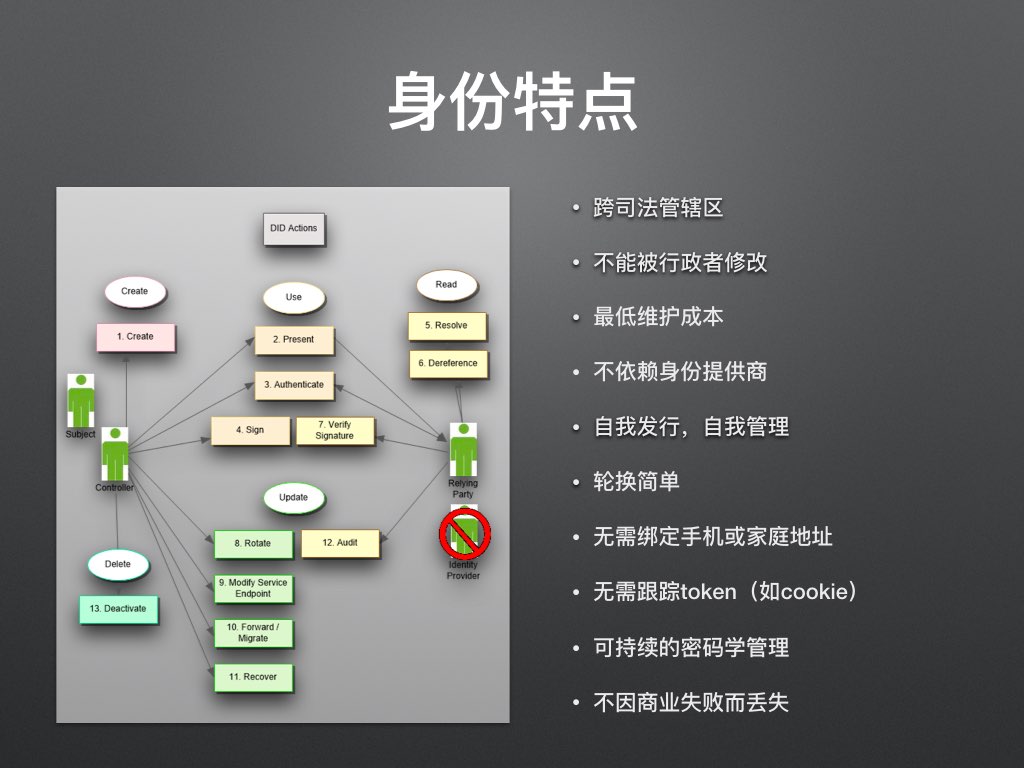 身份特点
DID Actions
Create
1. Create
Subject
Controller
Delete
13. Deactivate
Use
2. Present
3. Authenticate
4. Sign
7. Verify
Signature
Update
8. Rotate
12. Audit
9. Modify Service
Endpoint
10. Forward /
Migrate
11. Recover
Read
5. Resolve
6. Dereference
Relying
Party
Identity
Provider
• 跨司法管辖区
• 不能被行政者修改
• 最低维护成本
• 不依赖身份提供商
• 自我发行，自我管理
• 轮换简单
• 无需绑定手机或家庭地址
• 无需跟踪token（如cookie）
• 可持续的密码学管理
• 不因商业失败而丢失